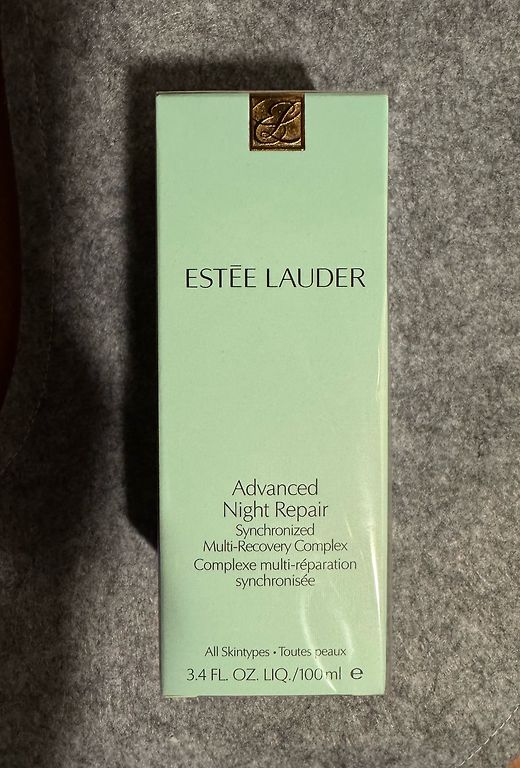 ESTĒE LAUDER
Advanced
Night Repair
Synchronized
Multi-Recovery Complex
Complexe multi-réparation
synchronisée
All Skintypes • Toutes peaux
3.4 FL. OZ. LIQ./100ml ℮